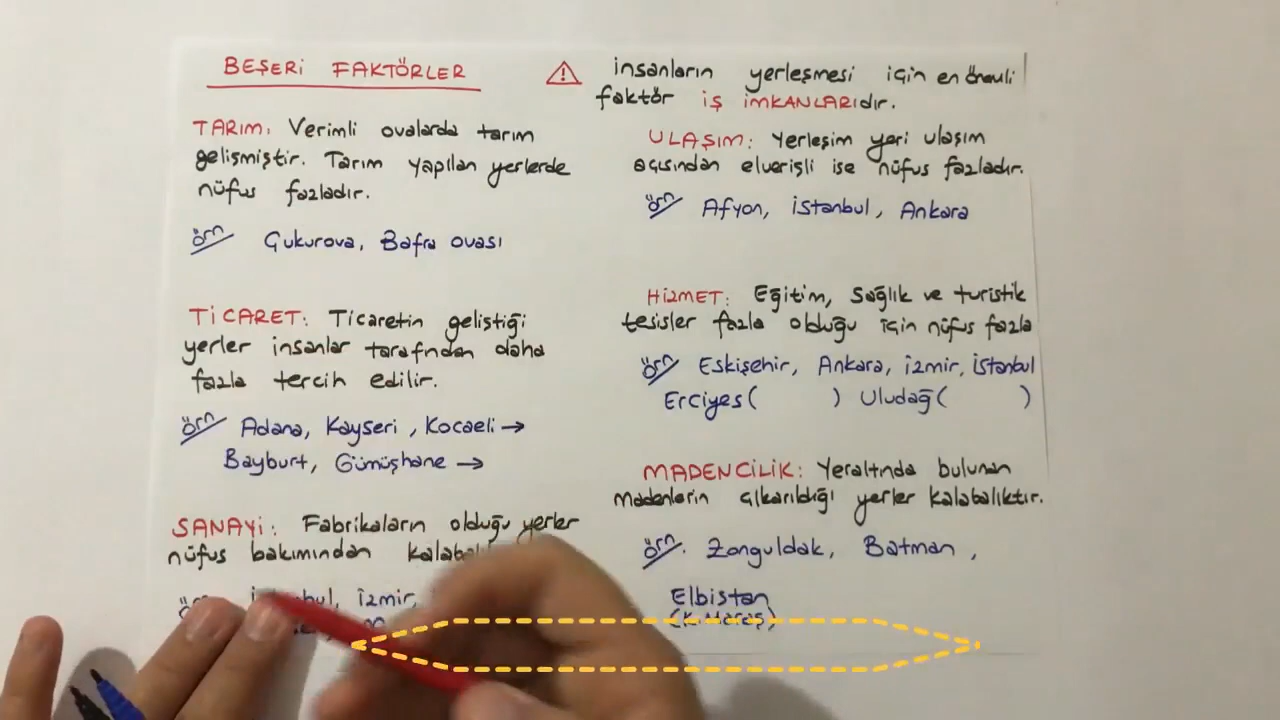 BEŞERİ FAKTÖRLER
TARIM: Verimli ovalarda tarım
gelişmiştir. Tarım yapılan yerlerde
nüfus fazladır.
örn Çukurova, Bafra ovası
TİCARET: Ticaretin geliştiği
yerler insanlar tarafından daha
fazla tercih edilir.
örn Adana, Kayseri, Kocaeli →
Bayburt, Gümüşhane →
SANAYİ: Fabrikaların olduğu yerler
nüfus bakımından
İzmir,
⚠ insanların yerleşmesi için en önemli
faktör iş İMKANLARIdır.
ULAŞIM: Yerleşim yeri ulaşım
açısından elverişli ise nüfus fazladır.
örn Afyon, İstanbul, Ankara
HİZMET: Eğitim, Sağlık ve turistik
tesisler fazla olduğu için nüfus fazla
örn Eskişehir, Ankara, İzmir, İstanbul
Erciyes ( ) Uludağ ( )
MADENCİLİK: Yeraltında bulunan
madenlerin çıkarıldığı yerler kalabalıktır.
örn. Zonguldak, Batman,
Elbistan
(K.Maraş)